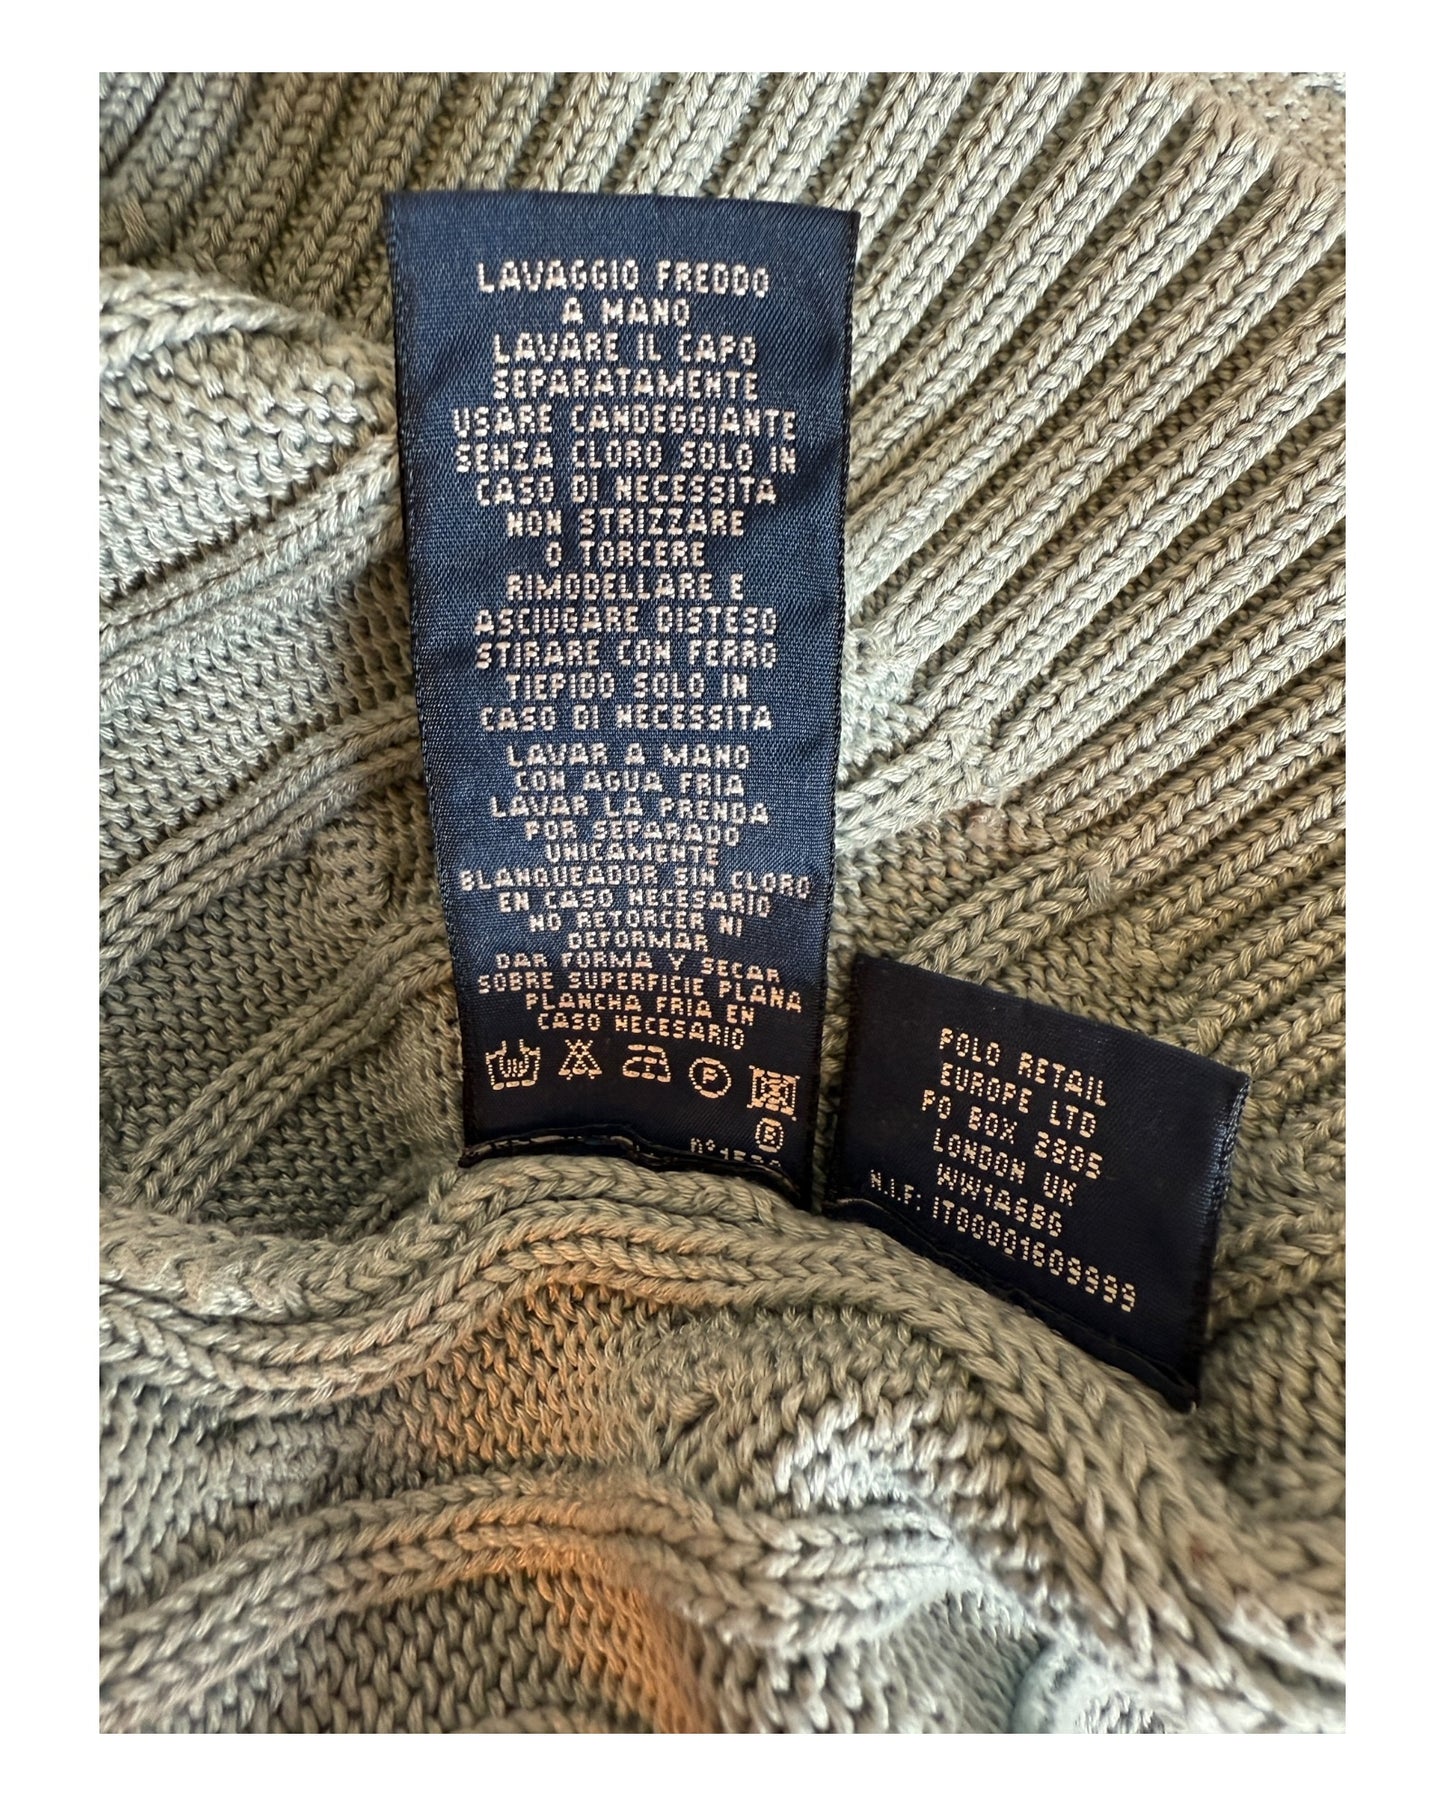 LAVAGGIO FREDDO
A MANO
LAVARE IL CAPO
SEPARATAMENTE
USARE CANDEGGIANTE
SENZA CLORO SOLO IN
CASO DI NECESSITA
NON STRIZZARE
O TORCERE
RIMODELLARE E
ASCIUGARE DISTESO
STIRARE CON FERRO
TIEPIDO SOLO IN
CASO DI NECESSITA
LAVAR A MANO
CON AGUA FRIA
LAVAR LA PRENDA
POR SEPARADO
UNICAMENTE
BLANQUEADOR SIN CLORO
EN CASO NECESARIO
NO RETORCER NI
DEFORMAR
DAR FORMA Y SECAR
SOBRE SUPERFICIE PLANA
PLANCHA FRIA EN
CASO NECESARIO
P
®
POLO RETAIL
EUROPE LTD
PO BOX 3805
LONDON UK
WW1A6BG
N.I.F: IT00001609999